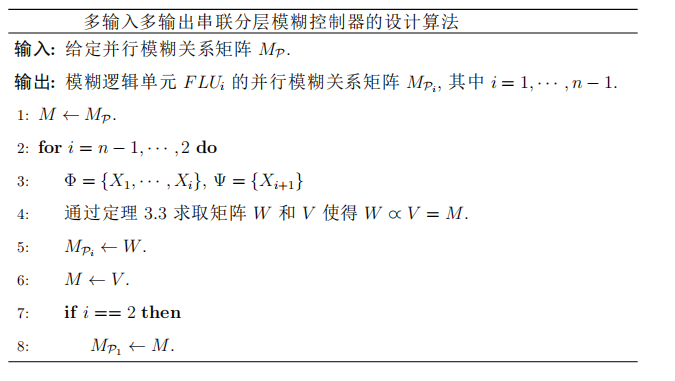 多输入多输出串联分层模糊控制器的设计算法
输入: 给定并行模糊关系矩阵 $M_{\mathcal{P}}$.
输出: 模糊逻辑单元 $FLU_i$ 的并行模糊关系矩阵 $M_{\mathcal{P}_i}$, 其中 $i = 1, \cdots, n-1$.
1: $M \leftarrow M_{\mathcal{P}}$.
2: for $i = n-1, \cdots, 2$ do
3: $\Phi = \{X_1, \cdots, X_i\}$, $\Psi = \{X_{i+1}\}$
4: 通过定理 3.3 求取矩阵 $W$ 和 $V$ 使得 $W \propto V = M$.
5: $M_{\mathcal{P}_i} \leftarrow W$.
6: $M \leftarrow V$.
7: if $i == 2$ then
8: $M_{\mathcal{P}_1} \leftarrow M$.